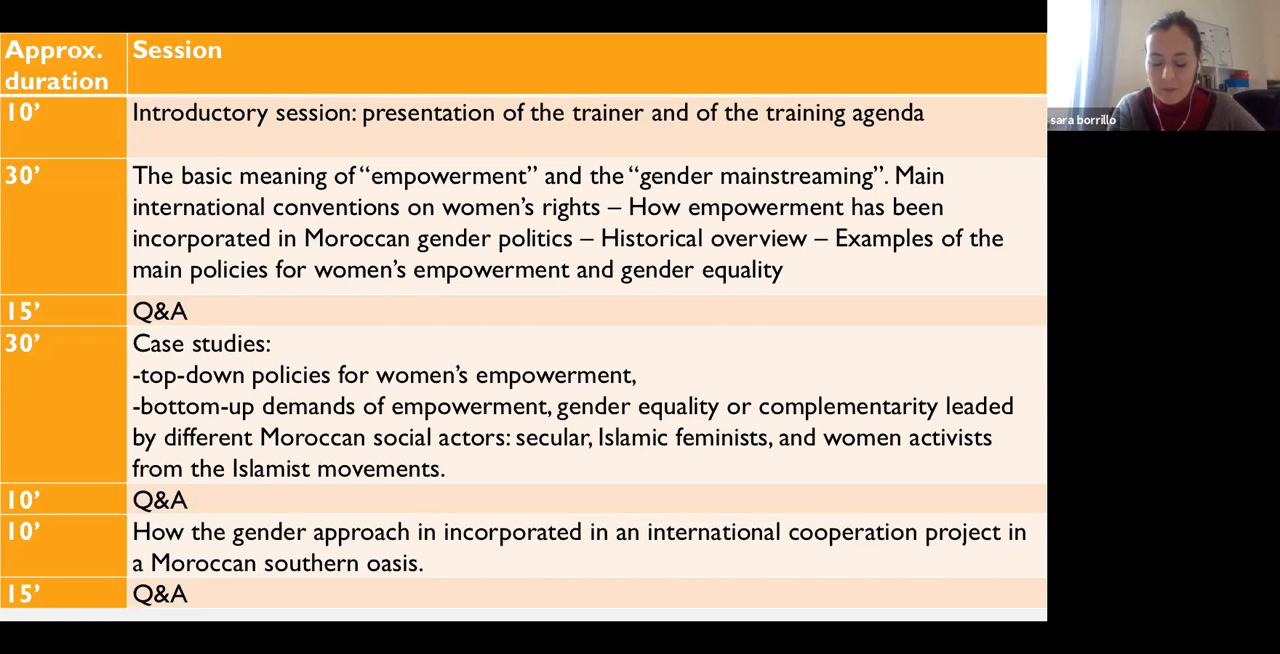 Approx. duration
Session
10’
Introductory session: presentation of the trainer and of the training agenda
30’
The basic meaning of “empowerment” and the “gender mainstreaming”. Main
international conventions on women’s rights – How empowerment has been
incorporated in Moroccan gender politics – Historical overview – Examples of the
main policies for women’s empowerment and gender equality
15’
Q&A
30’
Case studies:
-top-down policies for women’s empowerment,
-bottom-up demands of empowerment, gender equality or complementarity leaded
by different Moroccan social actors: secular, Islamic feminists, and women activists
from the Islamist movements.
10’
Q&A
10’
How the gender approach in incorporated in an international cooperation project in
a Moroccan southern oasis.
15’
Q&A
sara borrillo